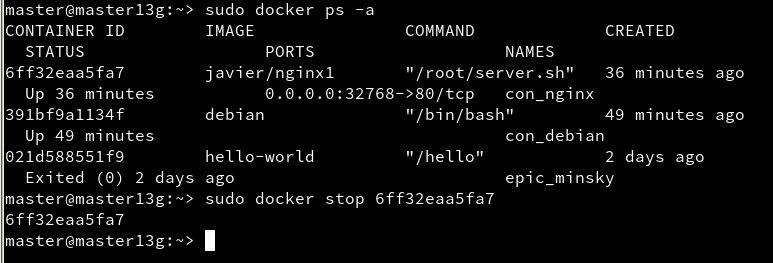 master@master13g:~> sudo docker ps -a
CONTAINER ID        IMAGE               COMMAND             CREATED
  STATUS                  PORTS                   NAMES
6ff32eaa5fa7        javier/nginx1       "/root/server.sh"   36 minutes ago
  Up 36 minutes           0.0.0.0:32768->80/tcp   con_nginx
391bf9a1134f        debian              "/bin/bash"         49 minutes ago
  Up 49 minutes                                   con_debian
021d588551f9        hello-world         "/hello"            2 days ago
  Exited (0) 2 days ago                           epic_minsky
master@master13g:~> sudo docker stop 6ff32eaa5fa7
6ff32eaa5fa7
master@master13g:~>